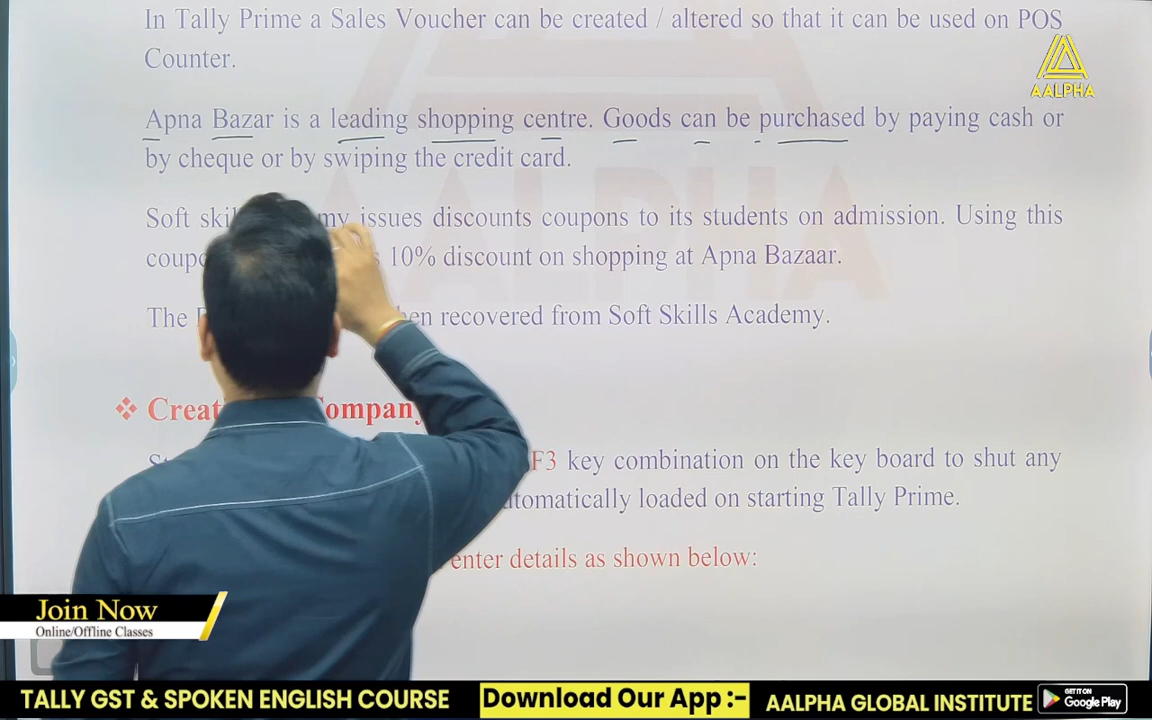 In Tally Prime a Sales Voucher can be created / altered so that it can be used on POS
Counter.
AALPHA
Apna Bazar is a leading shopping centre. Goods can be purchased by paying cash or
by cheque or by swiping the credit card.
Soft issues discounts coupons to its students on admission. Using this
10% discount on shopping at Apna Bazaar.
The recovered from Soft Skills Academy.
❖ Company
F3 key combination on the key board to shut any
loaded on starting Tally Prime.
enter details as shown below:
Join Now
Online/Offline Classes
TALLY GST & SPOKEN ENGLISH COURSE
Download Our App :-
AALPHA GLOBAL INSTITUTE
GET IT ON
Google Play